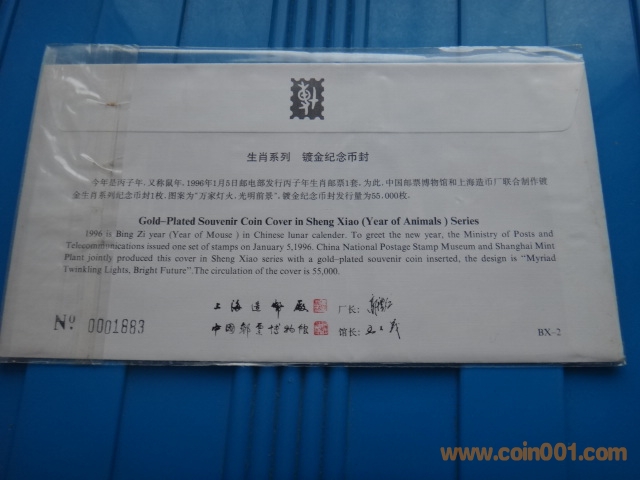 生肖系列 镀金纪念币封
今年是丙子年，又称鼠年，1996年1月5日邮电部发行丙子年生肖邮票1套，为此，中国邮票博物馆和上海造币厂联合制作镀
金生肖系列纪念币封1枚。图案为“万家灯火，光明前景”，镀金纪念币封发行量为55.000枚。
Gold-Plated Souvenir Coin Cover in Sheng Xiao (Year of Animals ) Series
1996 is Bing Zi year (Year of Mouse ) in Chinese lunar calender. To greet the new year, the Ministry of Posts and
Telecommunications issued one set of stamps on January 5,1996. China National Postage Stamp Museum and Shanghai Mint
Plant jointly produced this cover in Sheng Xiao series with a gold-plated souvenir coin inserted, the design is “Myriad
Twinkling Lights, Bright Future”.The circulation of the cover is 55,000.
上海造幣厰 厂长：
中国郵票博物館 馆长：
Nº 0001683
BX-2
www.coin001.com